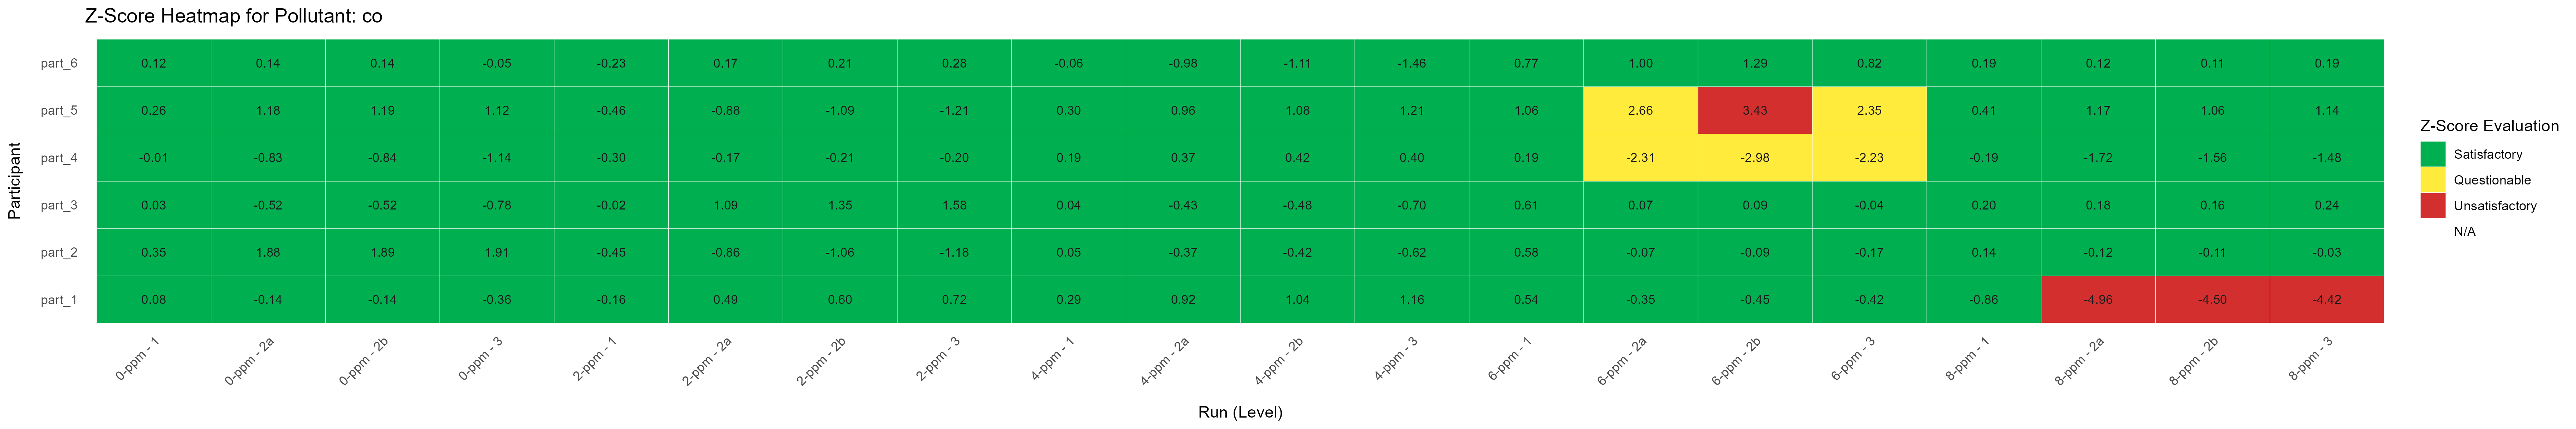 Z-Score Heatmap for Pollutant: co
part_6 0.12 0.14 0.14 -0.05 -0.23 0.17 0.21 0.28 -0.06 -0.98 -1.11 -1.46 0.77 1.00 1.29 0.82 0.19 0.12 0.11 0.19
part_5 0.26 1.18 1.19 1.12 -0.46 -0.88 -1.09 -1.21 0.30 0.96 1.08 1.21 1.06 2.66 3.43 2.35 0.41 1.17 1.06 1.14
part_4 -0.01 -0.83 -0.84 -1.14 -0.30 -0.17 -0.21 -0.20 0.19 0.37 0.42 0.40 0.19 -2.31 -2.98 -2.23 -0.19 -1.72 -1.56 -1.48
part_3 0.03 -0.52 -0.52 -0.78 -0.02 1.09 1.35 1.58 0.04 -0.43 -0.48 -0.70 0.61 0.07 0.09 -0.04 0.20 0.18 0.16 0.24
part_2 0.35 1.88 1.89 1.91 -0.45 -0.86 -1.06 -1.18 0.05 -0.37 -0.42 -0.62 0.58 -0.07 -0.09 -0.17 0.14 -0.12 -0.11 -0.03
part_1 0.08 -0.14 -0.14 -0.36 -0.16 0.49 0.60 0.72 0.29 0.92 1.04 1.16 0.54 -0.35 -0.45 -0.42 -0.86 -4.96 -4.50 -4.42
Participant
0-ppm - 1 0-ppm - 2a 0-ppm - 2b 0-ppm - 3 2-ppm - 1 2-ppm - 2a 2-ppm - 2b 2-ppm - 3 4-ppm - 1 4-ppm - 2a 4-ppm - 2b 4-ppm - 3 6-ppm - 1 6-ppm - 2a 6-ppm - 2b 6-ppm - 3 8-ppm - 1 8-ppm - 2a 8-ppm - 2b 8-ppm - 3
Run (Level)
Z-Score Evaluation
Satisfactory
Questionable
Unsatisfactory
N/A